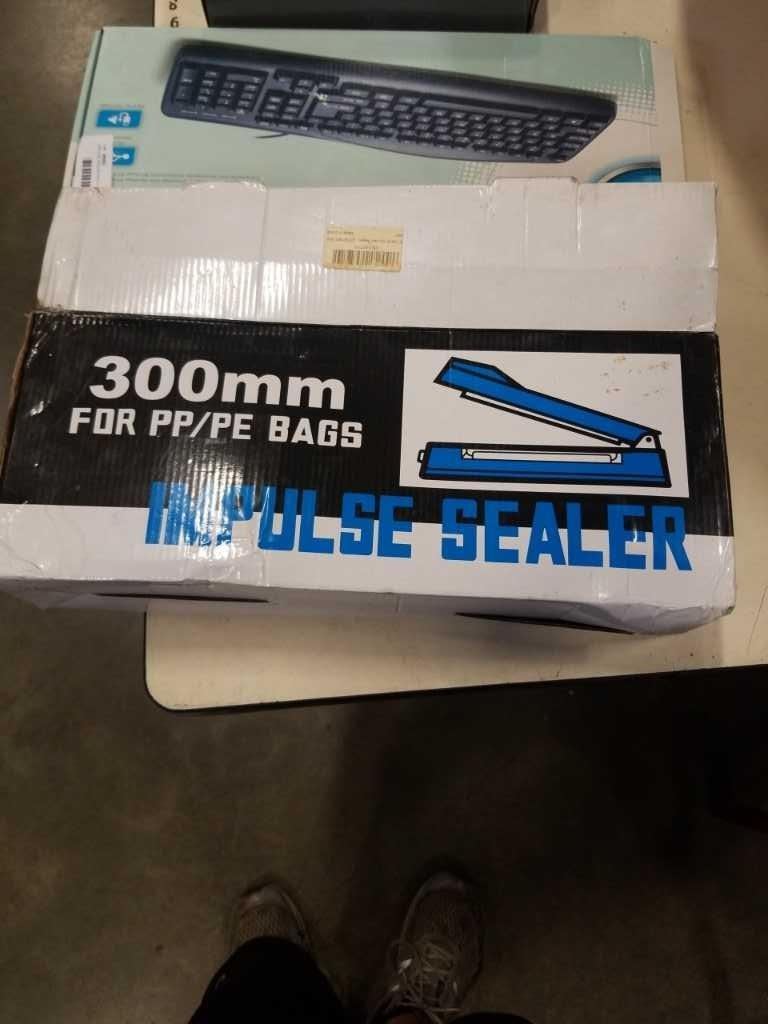 300mm
FOR PP/PE BAGS
IMPULSE SEALER